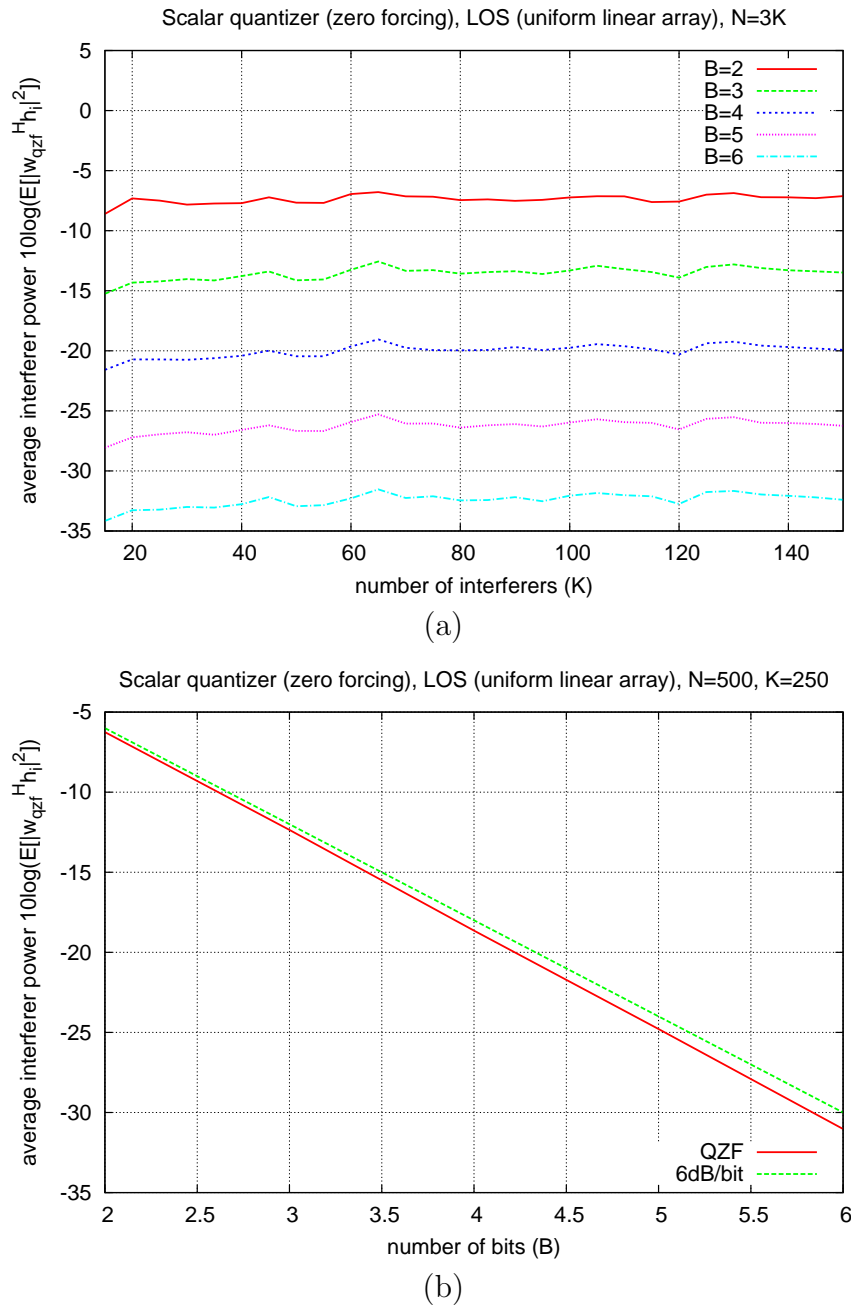 Scalar quantizer (zero forcing), LOS (uniform linear array), N=3K
average interferer power 10log(E[|w_qzf^H h_i|^2])
5
0
-5
-10
-15
-20
-25
-30
-35
B=2
B=3
B=4
B=5
B=6
20 40 60 80 100 120 140
number of interferers (K)
(a)
Scalar quantizer (zero forcing), LOS (uniform linear array), N=500, K=250
average interferer power 10log(E[|w_qzf^H h_i|^2])
-5
-10
-15
-20
-25
-30
-35
QZF
6dB/bit
2 2.5 3 3.5 4 4.5 5 5.5 6
number of bits (B)
(b)